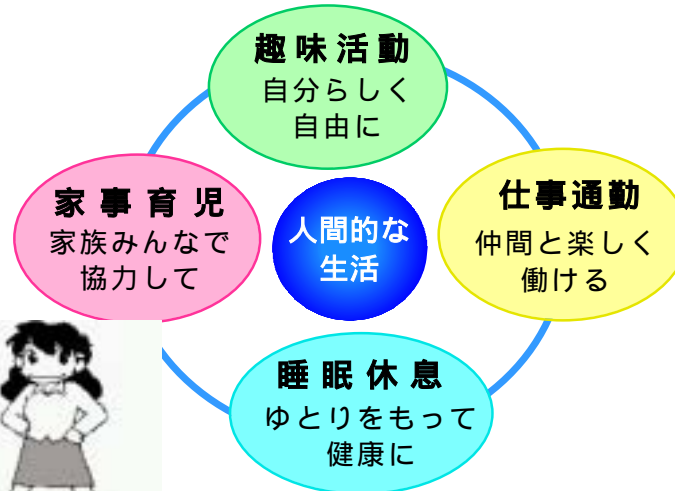 趣味活動
自分らしく
自由に
家事育児
家族みんなで
協力して
人間的な
生活
仕事通勤
仲間と楽しく
働ける
睡眠休息
ゆとりをもって
健康に